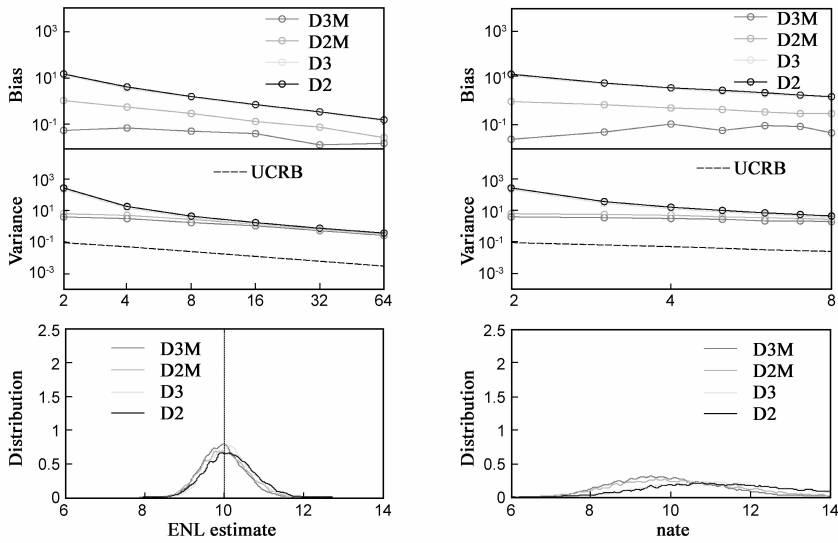 Bias
10³
10¹
10⁻¹
D3M
D2M
D3
D2
Variance
10³
10¹
10⁻¹
10⁻³
UCRB
2 4 8 16 32 64
Bias
10³
10¹
10⁻¹
D3M
D2M
D3
D2
Variance
10³
10¹
10⁻¹
10⁻³
UCRB
2 4 8
Distribution
2.5
2
1.5
1
0.5
0
D3M
D2M
D3
D2
6 8 10 12 14
ENL estimate
Distribution
2.5
2
1.5
1
0.5
0
D3M
D2M
D3
D2
6 8 10 12 14
nate